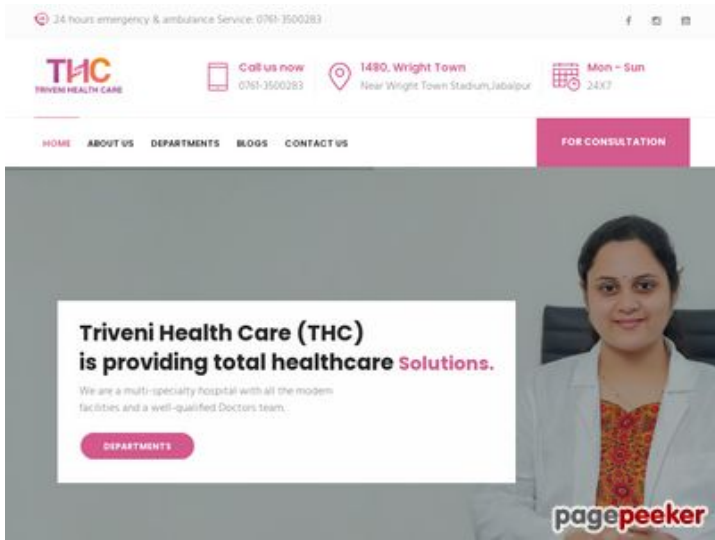 24 hours emergency & ambulance Service: 0761-3500283
THC
TRIVENI HEALTH CARE
Call us now
0761-3500283
1480, Wright Town
Near Wright Town Stadium,Jabalpur
Mon - Sun
24X7
HOME ABOUT US DEPARTMENTS BLOGS CONTACT US
FOR CONSULTATION
Triveni Health Care (THC)
is providing total healthcare Solutions.
We are a multi-specialty hospital with all the modern
facilities and a well-qualified Doctors team.
DEPARTMENTS
pagepeeker